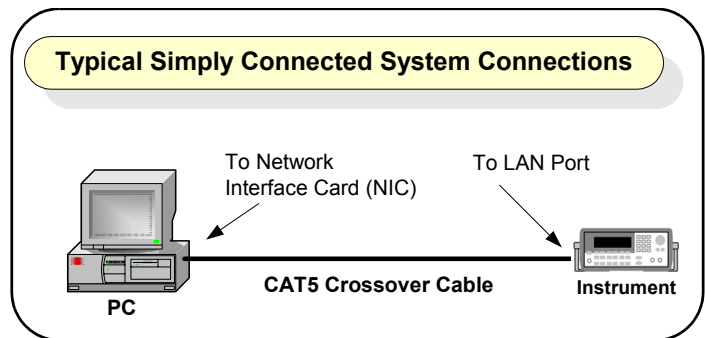 Typical Simply Connected System Connections
To Network
Interface Card (NIC)
To LAN Port
CAT5 Crossover Cable
PC
Instrument